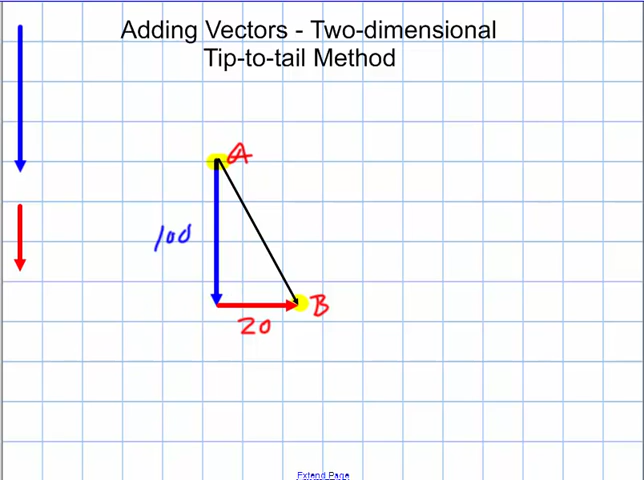 Adding Vectors - Two-dimensional
Tip-to-tail Method
A
100
B
20
Extend Page